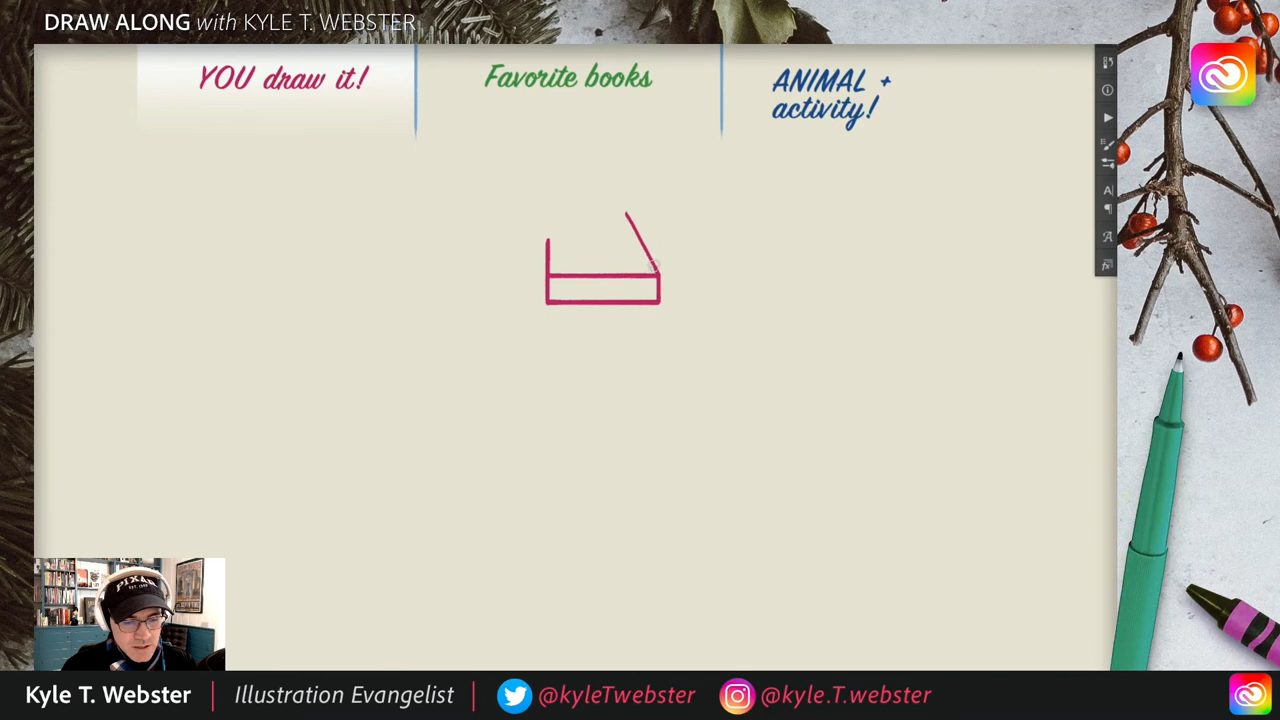 DRAW ALONG with KYLE T. WEBSTER
YOU draw it!
Favorite books
ANIMAL +
activity!
PIXAR
Kyle T. Webster | Illustration Evangelist | @kyleTwebster @kyle.T.webster